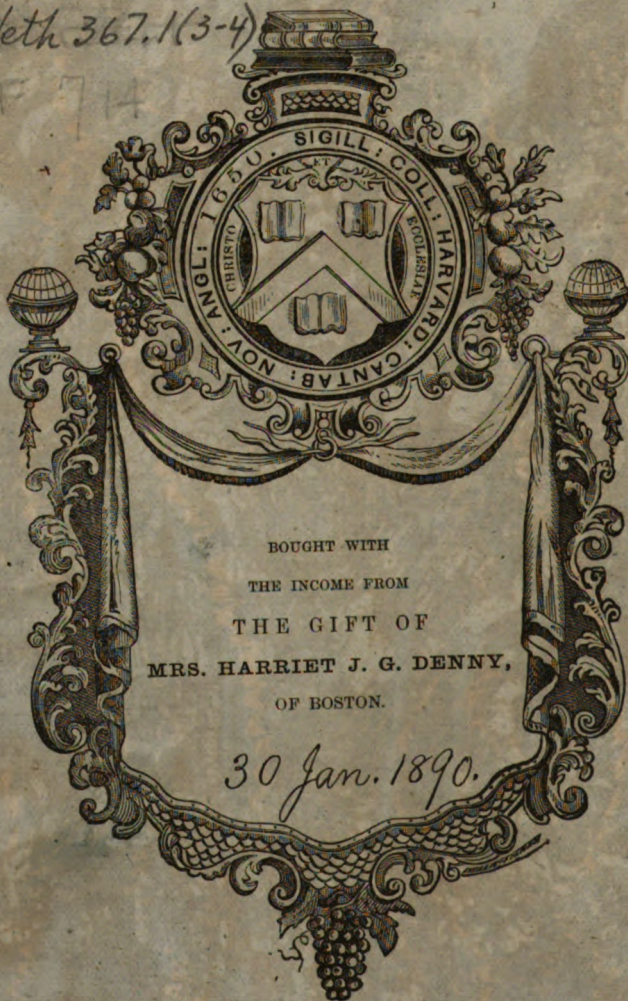 eth 367.1(3-4)
F 714
1650. SIGILL: COLL: HARVARD: CANTAB: NOV: ANGL:
ET
CHRISTO
ECCLESIAE
BOUGHT WITH
THE INCOME FROM
THE GIFT OF
MRS. HARRIET J. G. DENNY,
OF BOSTON.
30 Jan. 1890.